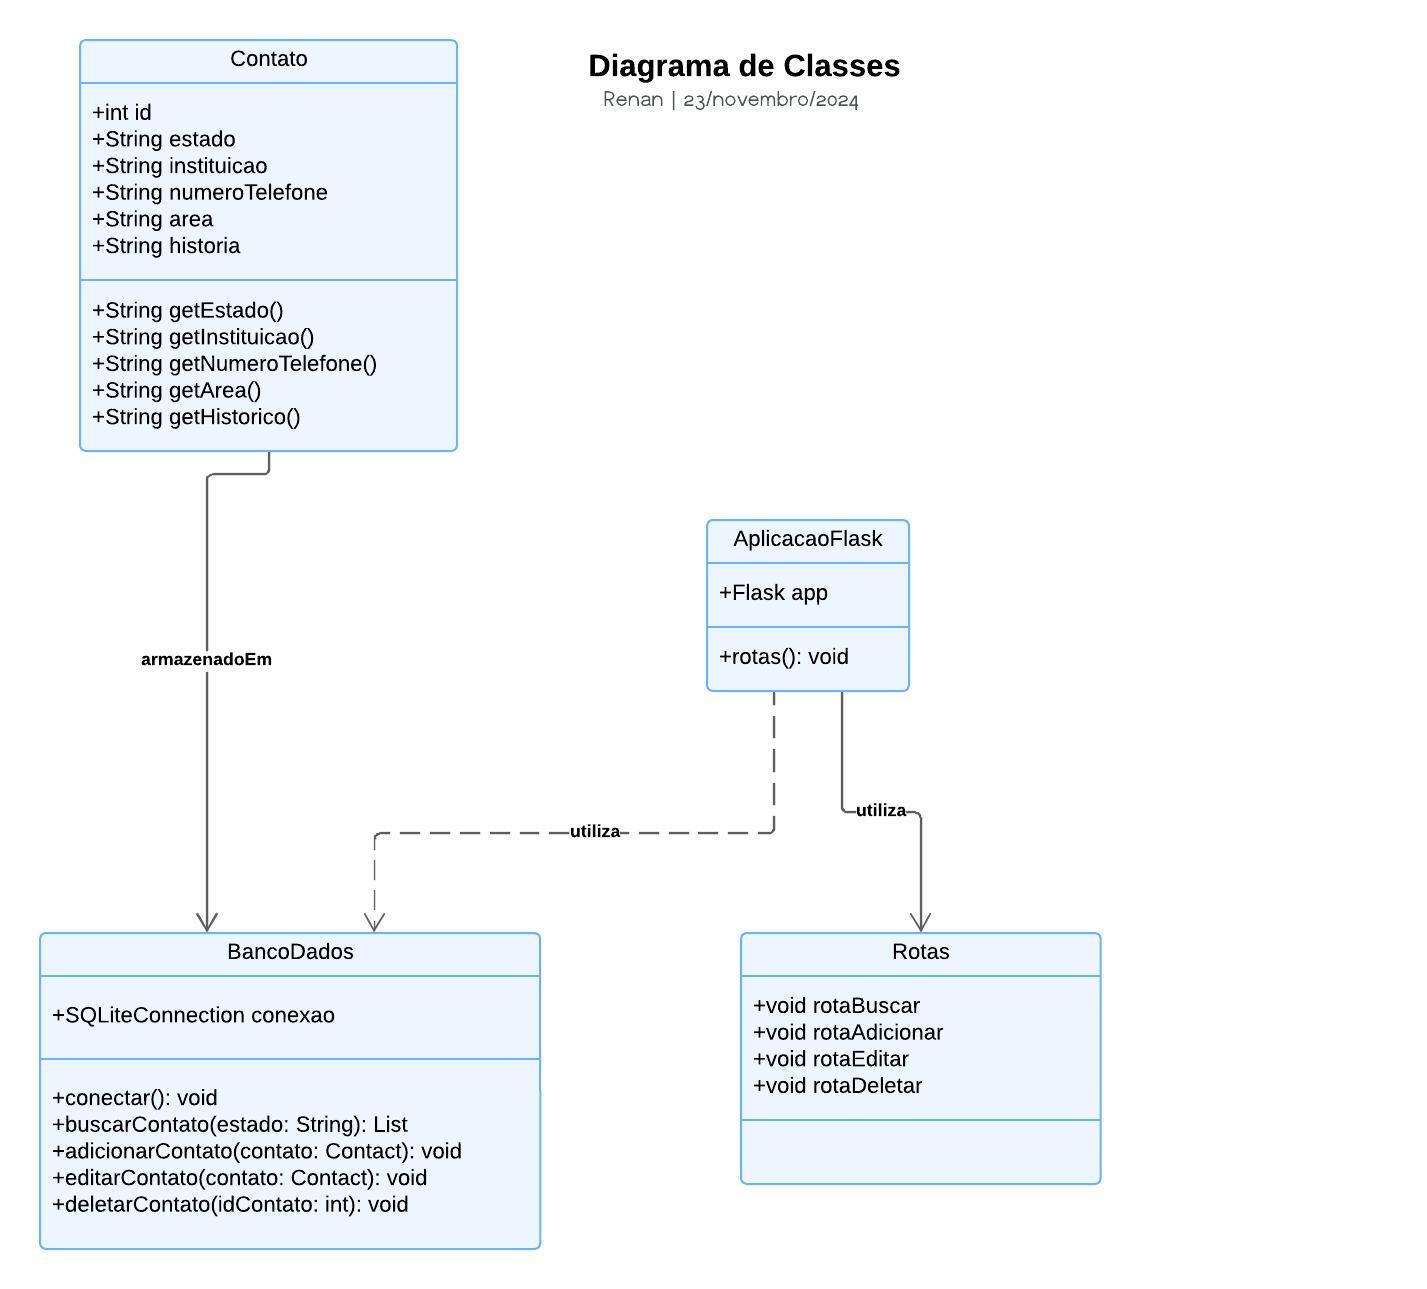 Diagrama de Classes
Renan | 23/novembro/2024
Contato
+int id
+String estado
+String instituicao
+String numeroTelefone
+String area
+String historia
+String getEstado()
+String getInstituicao()
+String getNumeroTelefone()
+String getArea()
+String getHistorico()
armazenadoEm
AplicacaoFlask
+Flask app
+rotas(): void
utiliza
utiliza
BancoDados
+SQLiteConnection conexao
+conectar(): void
+buscarContato(estado: String): List
+adicionarContato(contato: Contact): void
+editarContato(contato: Contact): void
+deletarContato(idContato: int): void
Rotas
+void rotaBuscar
+void rotaAdicionar
+void rotaEditar
+void rotaDeletar